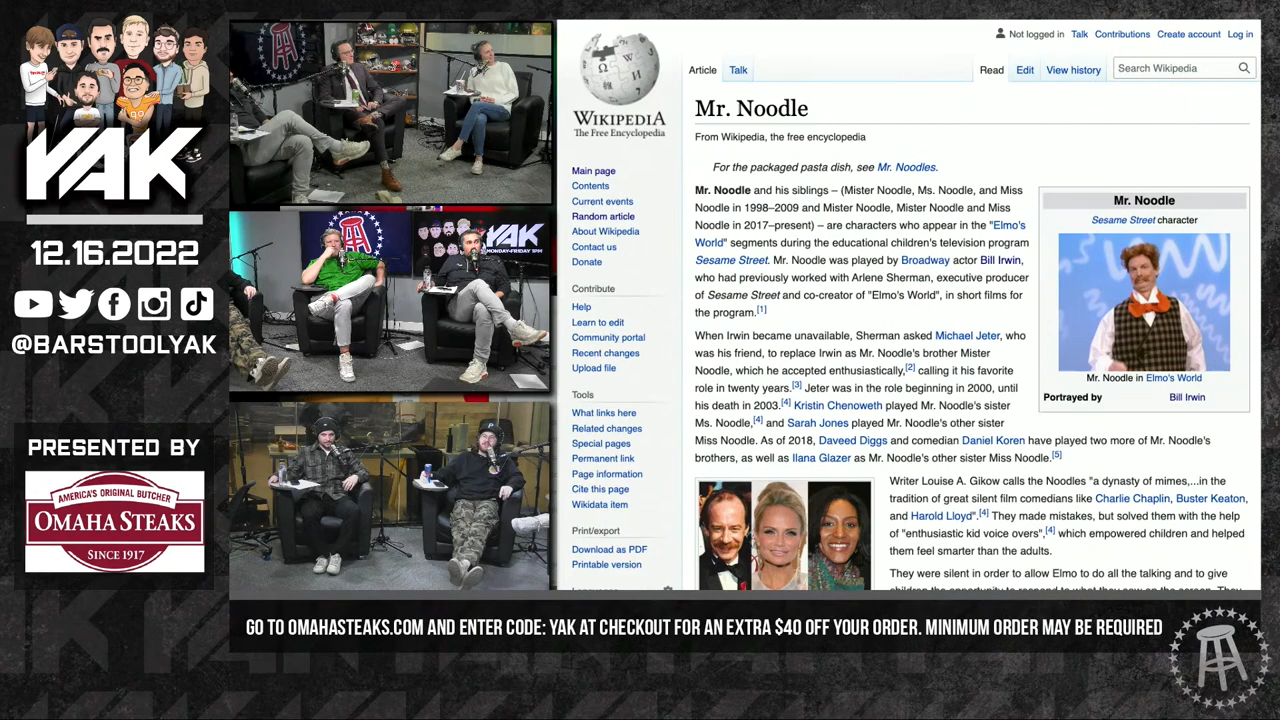 YAK
12.16.2022
@BARSTOOLYAK
PRESENTED BY
AMERICA'S ORIGINAL BUTCHER
OMAHA STEAKS
SINCE 1917
YAK
MONDAY-FRIDAY 1PM
WIKIPEDIA
The Free Encyclopedia
Main page
Contents
Current events
Random article
About Wikipedia
Contact us
Donate
Contribute
Help
Learn to edit
Community portal
Recent changes
Upload file
Tools
What links here
Related changes
Special pages
Permanent link
Page information
Cite this page
Wikidata item
Print/export
Download as PDF
Printable version
Not logged in Talk Contributions Create account Log in
Article Talk Read Edit View history Search Wikipedia
Mr. Noodle
From Wikipedia, the free encyclopedia
For the packaged pasta dish, see Mr. Noodles.
Mr. Noodle and his siblings – (Mister Noodle, Ms. Noodle, and Miss
Noodle in 1998–2009 and Mister Noodle, Mister Noodle and Miss
Noodle in 2017–present) – are characters who appear in the "Elmo's
World" segments during the educational children's television program
Sesame Street. Mr. Noodle was played by Broadway actor Bill Irwin,
who had previously worked with Arlene Sherman, executive producer
of Sesame Street and co-creator of "Elmo's World", in short films for
the program.[1]
When Irwin became unavailable, Sherman asked Michael Jeter, who
was his friend, to replace Irwin as Mr. Noodle's brother Mister
Noodle, which he accepted enthusiastically,[2] calling it his favorite
role in twenty years.[3] Jeter was in the role beginning in 2000, until
his death in 2003.[4] Kristin Chenoweth played Mr. Noodle's sister
Ms. Noodle,[4] and Sarah Jones played Mr. Noodle's other sister
Miss Noodle. As of 2018, Daveed Diggs and comedian Daniel Koren have played two more of Mr. Noodle's
brothers, as well as Ilana Glazer as Mr. Noodle's other sister Miss Noodle.[5]
Mr. Noodle
Sesame Street character
Mr. Noodle in Elmo's World
Portrayed by Bill Irwin
Writer Louise A. Gikow calls the Noodles "a dynasty of mimes,...in the
tradition of great silent film comedians like Charlie Chaplin, Buster Keaton,
and Harold Lloyd".[4] They made mistakes, but solved them with the help
of "enthusiastic kid voice overs",[4] which empowered children and helped
them feel smarter than the adults.
They were silent in order to allow Elmo to do all the talking and to give
GO TO OMAHASTEAKS.COM AND ENTER CODE: YAK AT CHECKOUT FOR AN EXTRA $40 OFF YOUR ORDER. MINIMUM ORDER MAY BE REQUIRED